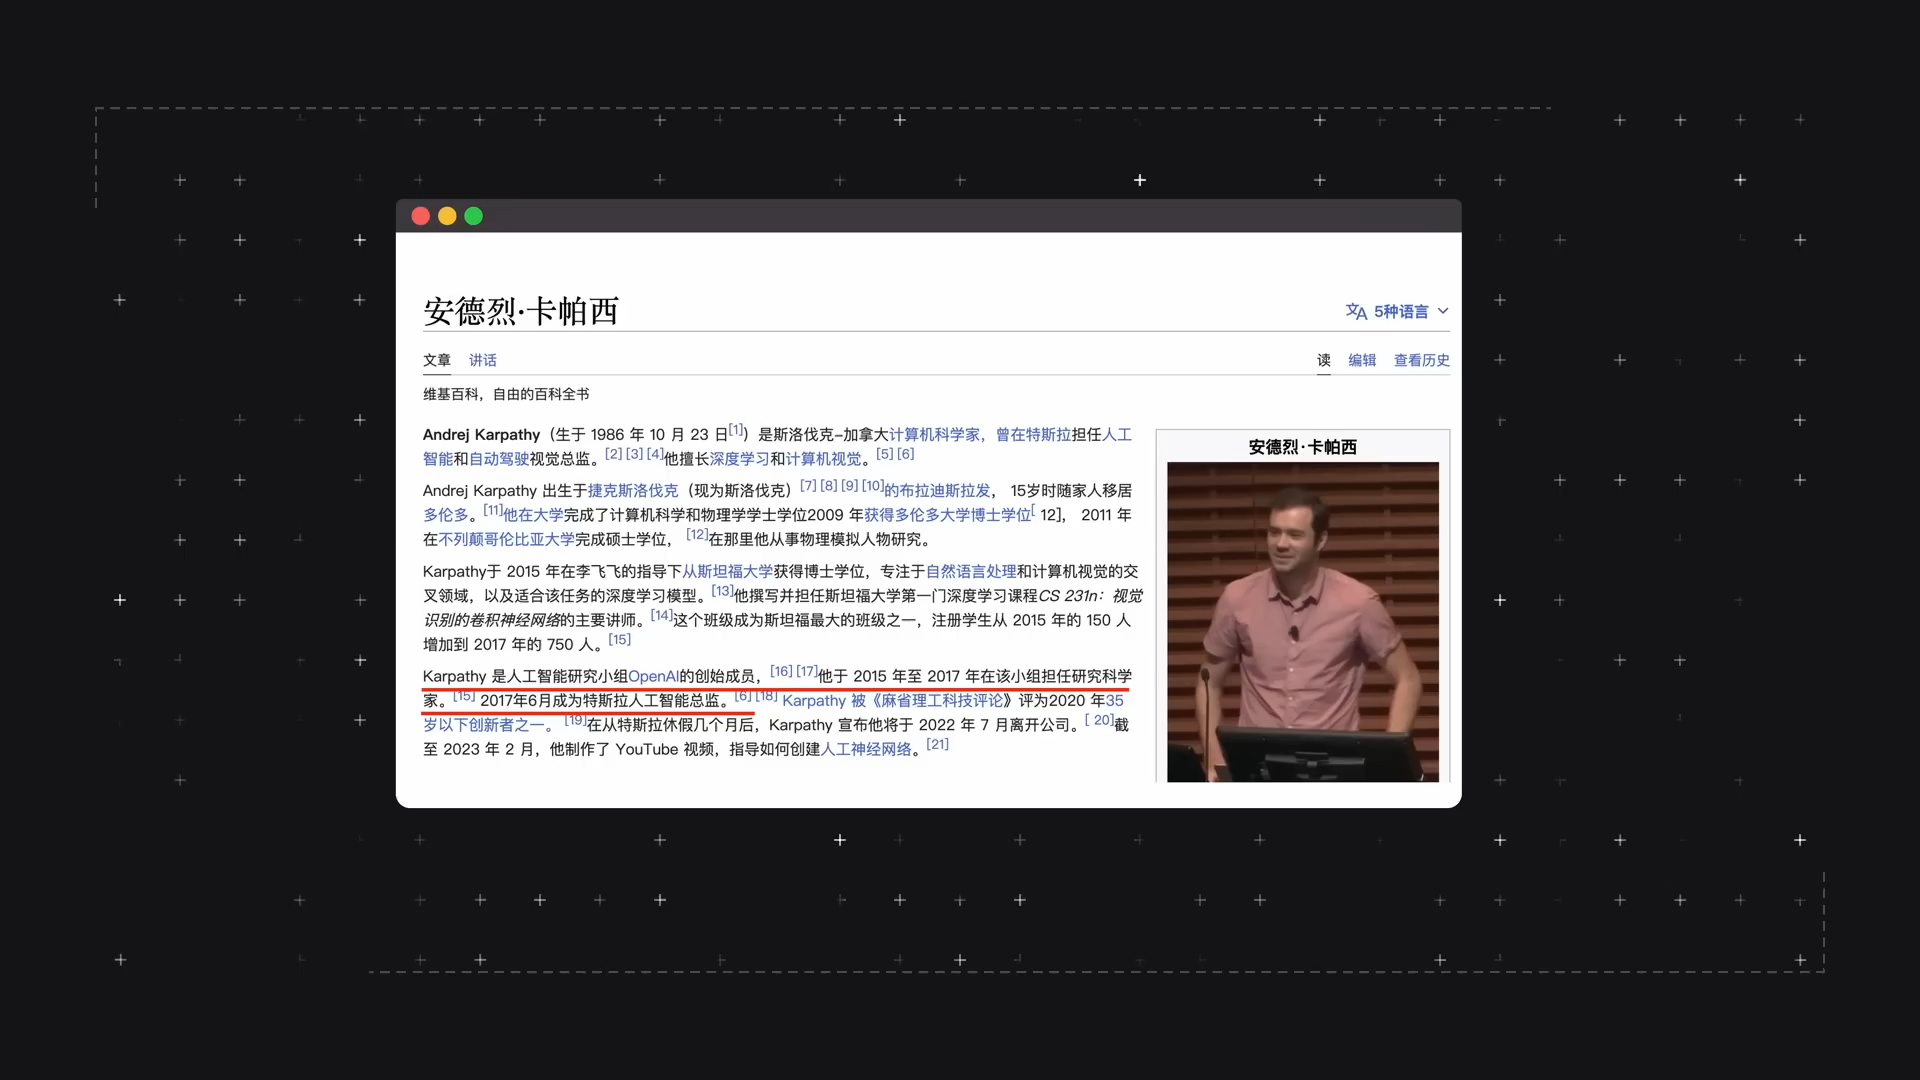 安德烈·卡帕西
文A 5种语言
文章 讲话
读 编辑 查看历史
维基百科，自由的百科全书
Andrej Karpathy（生于 1986 年 10 月 23 日[1]）是斯洛伐克–加拿大计算机科学家，曾在特斯拉担任人工
智能和自动驾驶视觉总监。[2] [3] [4]他擅长深度学习和计算机视觉。[5] [6]
Andrej Karpathy 出生于捷克斯洛伐克（现为斯洛伐克）[7] [8] [9] [10]的布拉迪斯拉发， 15岁时随家人移居
多伦多。[11]他在大学完成了计算机科学和物理学学士学位2009 年获得多伦多大学博士学位[ 12]， 2011 年
在不列颠哥伦比亚大学完成硕士学位， [12]在那里他从事物理模拟人物研究。
Karpathy于 2015 年在李飞飞的指导下从斯坦福大学获得博士学位，专注于自然语言处理和计算机视觉的交
叉领域，以及适合该任务的深度学习模型。[13]他撰写并担任斯坦福大学第一门深度学习课程CS 231n：视觉
识别的卷积神经网络的主要讲师。[14]这个班级成为斯坦福最大的班级之一，注册学生从 2015 年的 150 人
增加到 2017 年的 750 人。[15]
Karpathy 是人工智能研究小组OpenAI的创始成员，[16] [17]他于 2015 年至 2017 年在该小组担任研究科学
家。[15] 2017年6月成为特斯拉人工智能总监。[6] [18] Karpathy 被《麻省理工科技评论》评为2020 年35
岁以下创新者之一。 [19]在从特斯拉休假几个月后，Karpathy 宣布他将于 2022 年 7 月离开公司。[ 20]截
至 2023 年 2 月，他制作了 YouTube 视频，指导如何创建人工神经网络。[21]
安德烈·卡帕西